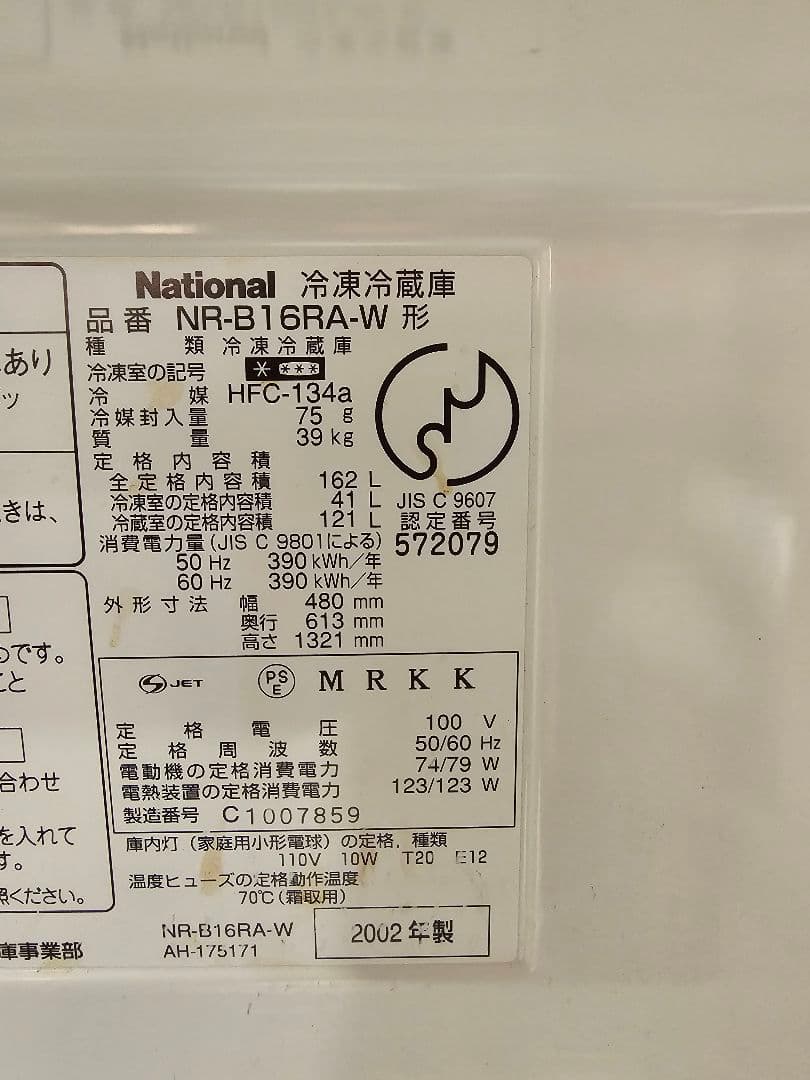 あり
ッ
きは、
です。
こと
合わせ
を入れて
す。
ください。
庫事業部
National 冷凍冷蔵庫
品番 NR-B16RA-W 形
種類 冷凍冷蔵庫
冷凍室の記号 * ***
冷媒 HFC-134a
冷媒封入量 75 g
質量 39 kg
定格内容積
全定格内容積 162 L
冷凍室の定格内容積 41 L
冷蔵室の定格内容積 121 L
JIS C 9607
認定番号
572079
消費電力量(JIS C 9801による)
50 Hz 390 kWh/年
60 Hz 390 kWh/年
外形寸法 幅 480 mm
奥行 613 mm
高さ 1321 mm
JET PSE MRKK
定格電圧 100 V
定格周波数 50/60 Hz
電動機の定格消費電力 74/79 W
電熱装置の定格消費電力 123/123 W
製造番号 C1007859
庫内灯(家庭用小形電球)の定格、種類
110V 10W T20 E12
温度ヒューズの定格動作温度
70℃(霜取用)
NR-B16RA-W
AH-175171
2002 年製